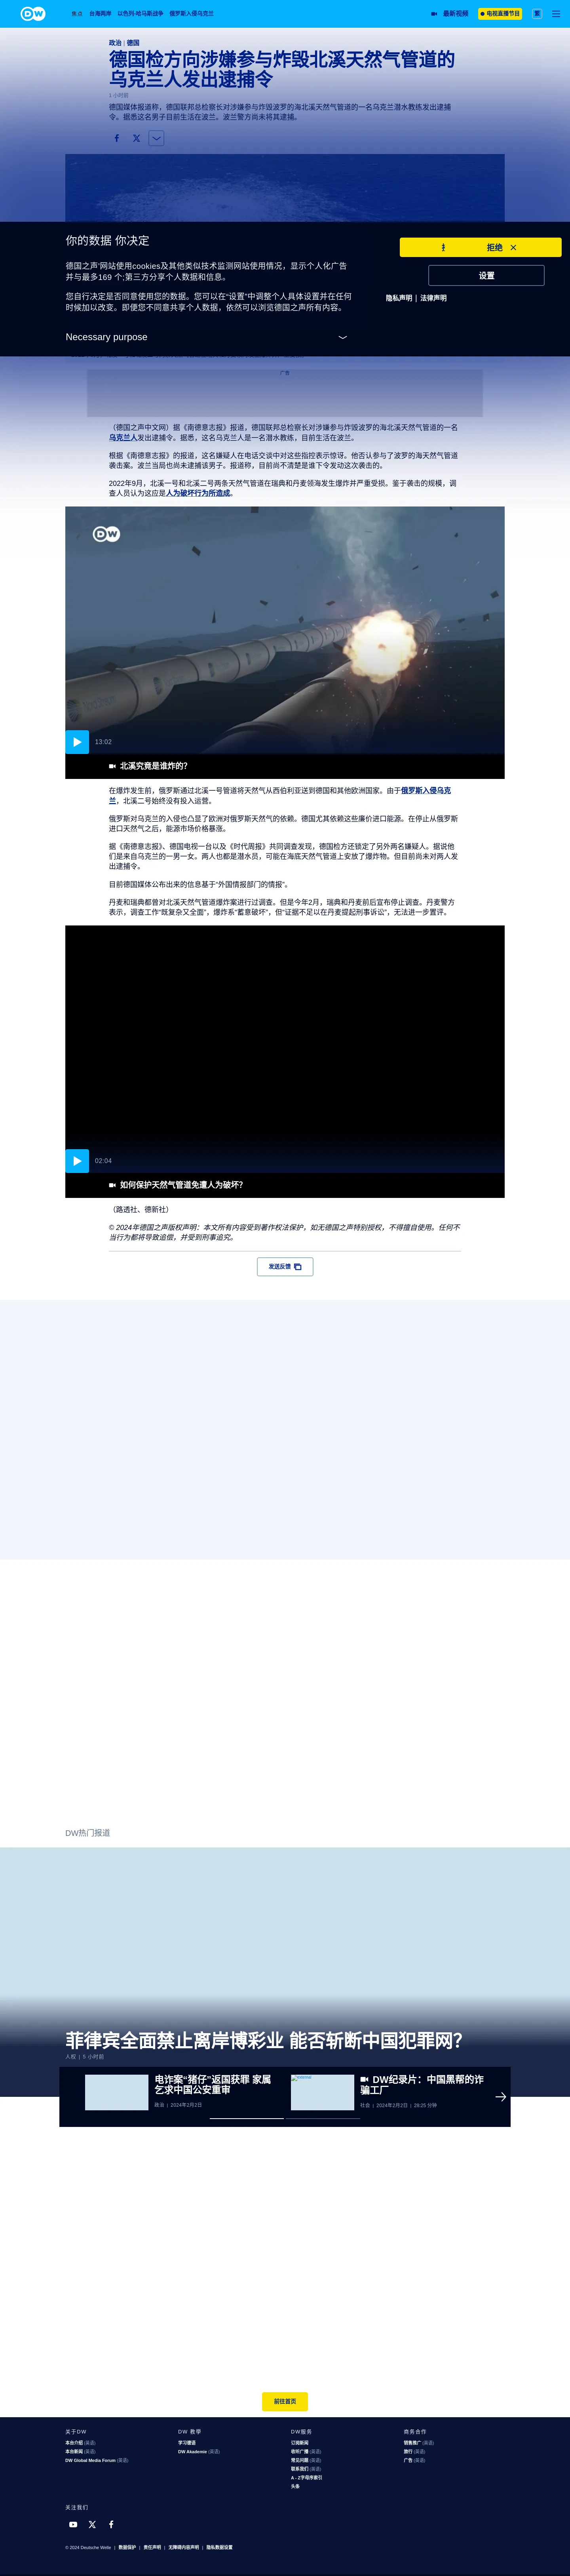 DW
焦点 台海两岸 以色列-哈马斯战争 俄罗斯入侵乌克兰 最新视频 电视直播节目 繁
政治 | 德国
德国检方向涉嫌参与炸毁北溪天然气管道的
乌克兰人发出逮捕令
1 小时前
德国媒体报道称，德国联邦总检察长对涉嫌参与炸毁波罗的海北溪天然气管道的一名乌克兰潜水教练发出逮捕
令。据悉这名男子目前生活在波兰。波兰警方尚未将其逮捕。
你的数据 你决定
德国之声’网站使用cookies及其他类似技术监测网站使用情况，显示个人化广告
并与最多169 个;第三方分享个人数据和信息。
您自行决定是否同意使用您的数据。您可以在“设置”中调整个人具体设置并在任何
时候加以改变。即便您不同意共享个人数据，依然可以浏览德国之声所有内容。
Necessary purpose
拒绝
设置
隐私声明 | 法律声明
广告
（德国之声中文网）据《南德意志报》报道，德国联邦总检察长对涉嫌参与炸毁波罗的海北溪天然气管道的一名
乌克兰人发出逮捕令。据悉，这名乌克兰人是一名潜水教练，目前生活在波兰。
根据《南德意志报》的报道，这名嫌疑人在电话交谈中对这些指控表示惊讶。他否认参与了波罗的海天然气管道
袭击案。波兰当局也尚未逮捕该男子。报道称，目前尚不清楚是谁下令发动这次袭击的。
2022年9月，北溪一号和北溪二号两条天然气管道在瑞典和丹麦领海发生爆炸并严重受损。鉴于袭击的规模，调
查人员认为这应是人为破坏行为所造成。
DW
13:02
北溪究竟是谁炸的？
在爆炸发生前，俄罗斯通过北溪一号管道将天然气从西伯利亚送到德国和其他欧洲国家。由于俄罗斯入侵乌克
兰，北溪二号始终没有投入运营。
俄罗斯对乌克兰的入侵也凸显了欧洲对俄罗斯天然气的依赖。德国尤其依赖这些廉价进口能源。在停止从俄罗斯
进口天然气之后，能源市场价格暴涨。
据《南德意志报》、德国电视一台以及《时代周报》共同调查发现，德国检方还锁定了另外两名嫌疑人。据说他
们是来自乌克兰的一男一女。两人也都是潜水员，可能在海底天然气管道上安放了爆炸物。但目前尚未对两人发
出逮捕令。
目前德国媒体公布出来的信息基于“外国情报部门的情报”。
丹麦和瑞典都曾对北溪天然气管道爆炸案进行过调查。但是今年2月，瑞典和丹麦前后宣布停止调查。丹麦警方
表示，调查工作“既复杂又全面”，爆炸系“蓄意破坏”，但“证据不足以在丹麦提起刑事诉讼”，无法进一步置评。
02:04
如何保护天然气管道免遭人为破坏？
（路透社、德新社）
© 2024年德国之声版权声明：本文所有内容受到著作权法保护，如无德国之声特别授权，不得擅自使用。任何不
当行为都将导致追偿，并受到刑事追究。
发送反馈
DW热门报道
菲律宾全面禁止离岸博彩业 能否斩断中国犯罪网？
人权 | 5 小时前
电诈案“猪仔”返国获罪 家属
乞求中国公安重审
政治 | 2024年2月2日
DW纪录片：中国黑帮的诈
骗工厂
社会 | 2024年2月2日 | 28:25 分钟
前往首页
关于DW
本台介绍 (英语)
本台新闻 (英语)
DW Global Media Forum (英语)
DW 教學
学习德语
DW Akademie (英语)
DW服务
订阅新闻
收听广播 (英语)
常见问题 (英语)
联系我们 (英语)
A - Z字母序索引
头条
商务合作
销售推广 (英语)
旅行 (英语)
广告 (英语)
关注我们
© 2024 Deutsche Welle | 数据保护 | 责任声明 | 无障碍内容声明 | 隐私数据设置